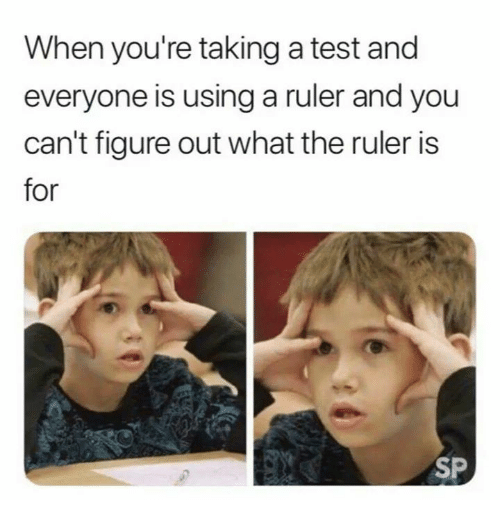 When you're taking a test and
everyone is using a ruler and you
can't figure out what the ruler is
for
SP